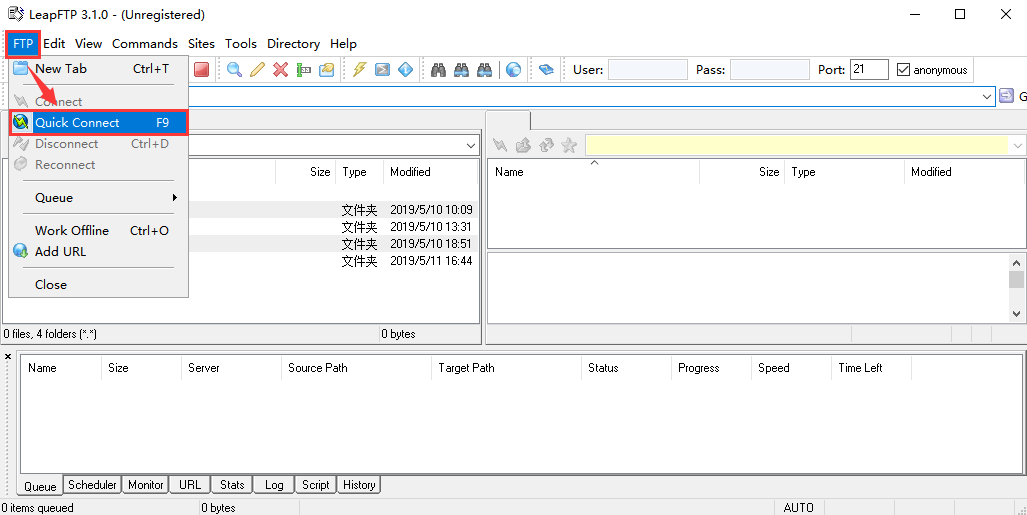 LeapFTP 3.1.0 - (Unregistered)
FTP Edit View Commands Sites Tools Directory Help
New Tab Ctrl+T
User: Pass: Port: 21 anonymous
Connect
G
Quick Connect F9
Disconnect Ctrl+D
Reconnect
Queue
Work Offline Ctrl+O
Add URL
Close
Size Type Modified
文件夹 2019/5/10 10:09
文件夹 2019/5/10 13:31
文件夹 2019/5/10 18:51
文件夹 2019/5/11 16:44
0 files, 4 folders (*.*) 0 bytes
Name Size Type Modified
Name Size Server Source Path Target Path Status Progress Speed Time Left
Queue Scheduler Monitor URL Stats Log Script History
0 items queued 0 bytes AUTO